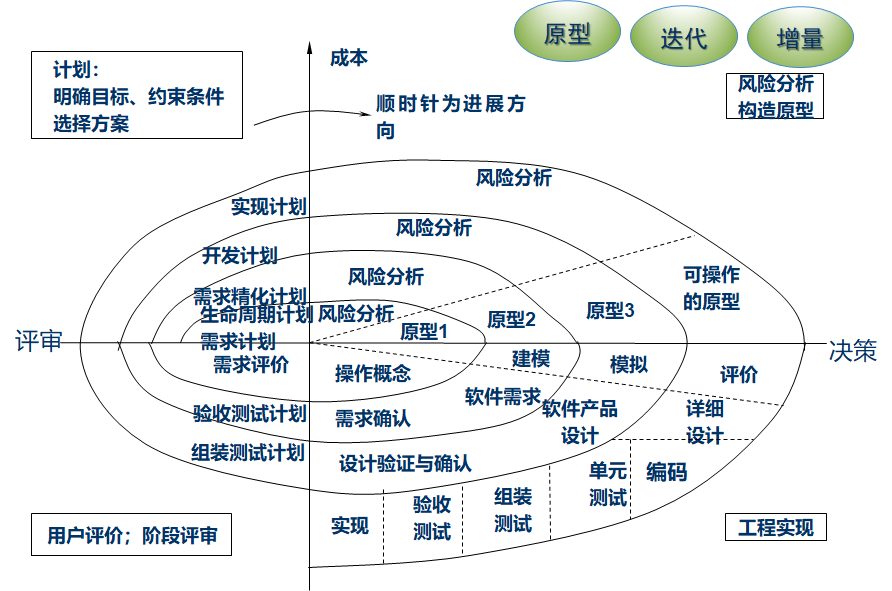 原型
迭代
增量
计划：
明确目标、约束条件
选择方案
成本
顺时针为进展方
向
风险分析
构造原型
风险分析
实现计划
风险分析
开发计划
风险分析
需求精化计划
生命周期计划
风险分析
可操作
的原型
原型1
原型2
原型3
评审
需求计划
决策
需求评价
操作概念
建模
模拟
评价
软件需求
验收测试计划
需求确认
软件产品
设计
详细
设计
组装测试计划
设计验证与确认
单元
测试
编码
实现
验收
测试
组装
测试
用户评价；阶段评审
工程实现